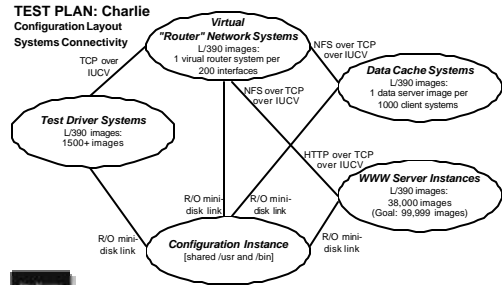 TEST PLAN: Charlie
Configuration Layout
Systems Connectivity
Virtual
"Router" Network Systems
L/390 images:
1 virual router system per
200 interfaces
TCP over
IUCV
NFS over TCP
over IUCV
Data Cache Systems
L/390 images:
1 data server image per
1000 client systems
NFS over TCP
over IUCV
Test Driver Systems
L/390 images:
1500+ images
HTTP over TCP
over IUCV
WWW Server Instances
L/390 images:
38,000 images
(Goal: 99,999 images)
R/O mini-
disk link
R/O mini-
disk link
R/O mini-
disk link
R/O mini-
disk link
Configuration Instance
[shared /usr and /bin]